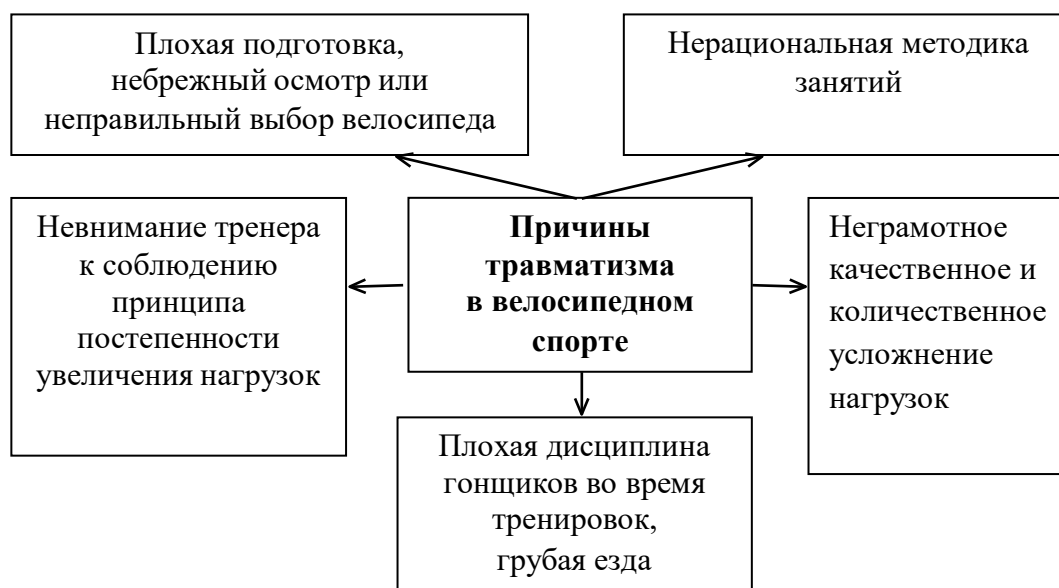 Плохая подготовка,
небрежный осмотр или
неправильный выбор велосипеда
Нерациональная методика
занятий
Невнимание тренера
к соблюдению
принципа
постепенности
увеличения нагрузок
Причины
травматизма
в велосипедном
спорте
Неграмотное
качественное и
количественное
усложнение
нагрузок
Плохая дисциплина
гонщиков во время
тренировок,
грубая езда